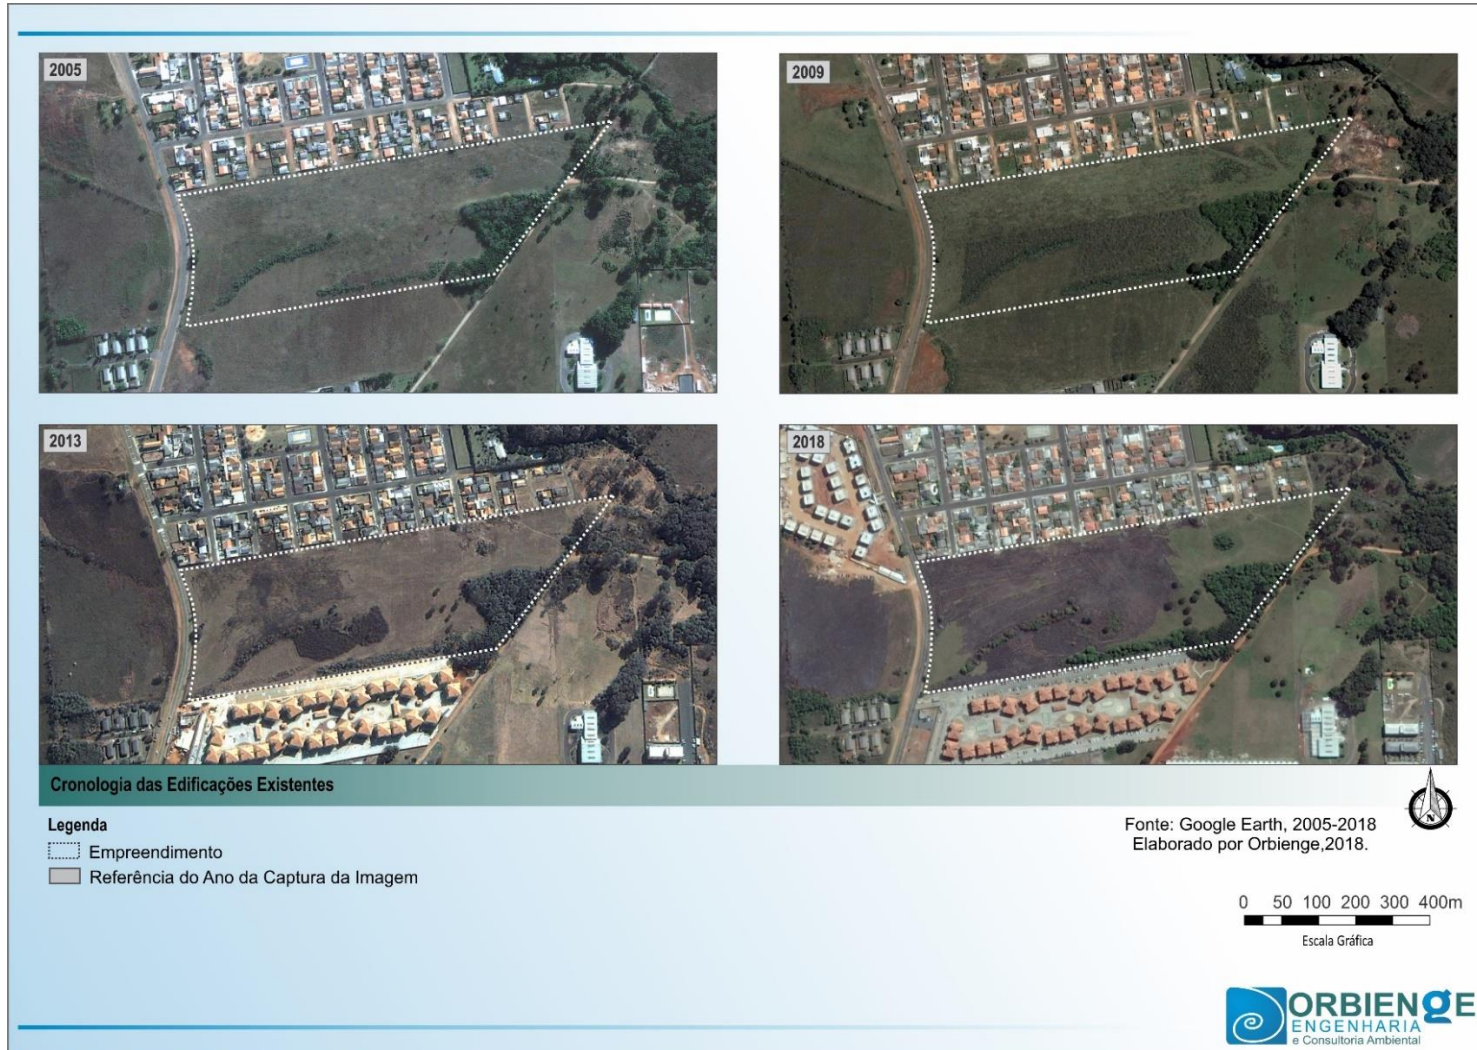 2005
2009
2013
2018
Cronologia das Edificações Existentes
Legenda
Empreendimento
Referência do Ano da Captura da Imagem
N
Fonte: Google Earth, 2005-2018
Elaborado por Orbienge,2018.
0 50 100 200 300 400m
Escala Gráfica
ORBIENGE
ENGENHARIA
e Consultoria Ambiental